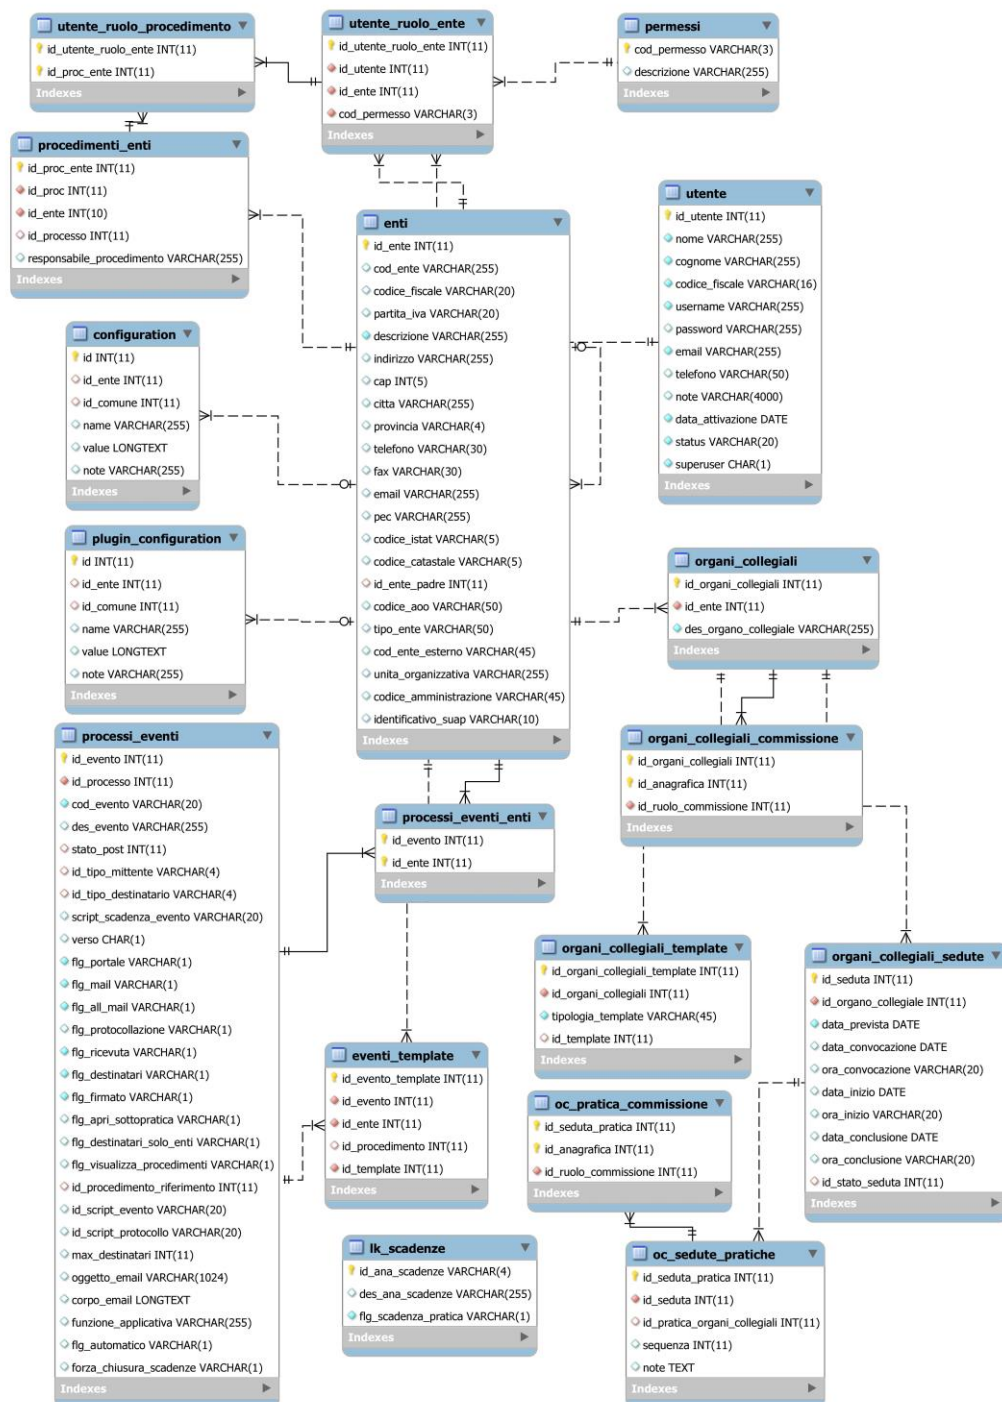 utente_ruolo_procedimento
id_utente_ruolo_ente INT(11)
id_proc_ente INT(11)
Indexes
utente_ruolo_ente
id_utente_ruolo_ente INT(11)
id_utente INT(11)
id_ente INT(11)
cod_permesso VARCHAR(3)
Indexes
permessi
cod_permesso VARCHAR(3)
descrizione VARCHAR(255)
Indexes
procedimenti_enti
id_proc_ente INT(11)
id_proc INT(11)
id_ente INT(10)
id_processo INT(11)
responsabile_procedimento VARCHAR(255)
Indexes
enti
id_ente INT(11)
cod_ente VARCHAR(255)
codice_fiscale VARCHAR(20)
partita_iva VARCHAR(20)
descrizione VARCHAR(255)
indirizzo VARCHAR(255)
cap INT(5)
citta VARCHAR(255)
provincia VARCHAR(4)
telefono VARCHAR(30)
fax VARCHAR(30)
email VARCHAR(255)
pec VARCHAR(255)
codice_istat VARCHAR(5)
codice_catastale VARCHAR(5)
id_ente_padre INT(11)
codice_aoo VARCHAR(50)
tipo_ente VARCHAR(50)
cod_ente_esterno VARCHAR(45)
unita_organizzativa VARCHAR(255)
codice_amministrazione VARCHAR(45)
identificativo_suap VARCHAR(10)
Indexes
utente
id_utente INT(11)
nome VARCHAR(255)
cognome VARCHAR(255)
codice_fiscale VARCHAR(16)
username VARCHAR(255)
password VARCHAR(255)
email VARCHAR(255)
telefono VARCHAR(50)
note VARCHAR(4000)
data_attivazione DATE
status VARCHAR(20)
superuser CHAR(1)
Indexes
configuration
id INT(11)
id_ente INT(11)
id_comune INT(11)
name VARCHAR(255)
value LONGTEXT
note VARCHAR(255)
Indexes
plugin_configuration
id INT(11)
id_ente INT(11)
id_comune INT(11)
name VARCHAR(255)
value LONGTEXT
note VARCHAR(255)
Indexes
organi_collegiali
id_organi_collegiali INT(11)
id_ente INT(11)
des_organo_collegiale VARCHAR(255)
Indexes
processi_eventi
id_evento INT(11)
id_processo INT(11)
cod_evento VARCHAR(20)
des_evento VARCHAR(255)
stato_post INT(11)
id_tipo_mittente VARCHAR(4)
id_tipo_destinatario VARCHAR(4)
script_scadenza_evento VARCHAR(20)
verso CHAR(1)
flg_portale VARCHAR(1)
flg_mail VARCHAR(1)
flg_all_mail VARCHAR(1)
flg_protocollazione VARCHAR(1)
flg_ricevuta VARCHAR(1)
flg_destinatari VARCHAR(1)
flg_firmato VARCHAR(1)
flg_apri_sottopratica VARCHAR(1)
flg_destinatari_solo_enti VARCHAR(1)
flg_visualizza_procedimenti VARCHAR(1)
id_procedimento_riferimento INT(11)
id_script_evento VARCHAR(20)
id_script_protocollo VARCHAR(20)
max_destinatari INT(11)
oggetto_email VARCHAR(1024)
corpo_email LONGTEXT
funzione_applicativa VARCHAR(255)
flg_automatico VARCHAR(1)
forza_chiusura_scadenze VARCHAR(1)
Indexes
processi_eventi_enti
id_evento INT(11)
id_ente INT(11)
Indexes
organi_collegiali_commissione
id_organi_collegiali INT(11)
id_anagrafica INT(11)
id_ruolo_commissione INT(11)
Indexes
organi_collegiali_template
id_organi_collegiali_template INT(11)
id_organi_collegiali INT(11)
tipologia_template VARCHAR(45)
id_template INT(11)
Indexes
organi_collegiali_sedute
id_seduta INT(11)
id_organo_collegiale INT(11)
data_prevista DATE
data_convocazione DATE
ora_convocazione VARCHAR(20)
data_inizio DATE
ora_inizio VARCHAR(20)
data_conclusione DATE
ora_conclusione VARCHAR(20)
id_stato_seduta INT(11)
Indexes
eventi_template
id_evento_template INT(11)
id_evento INT(11)
id_ente INT(11)
id_procedimento INT(11)
id_template INT(11)
Indexes
oc_pratica_commissione
id_seduta_pratica INT(11)
id_anagrafica INT(11)
id_ruolo_commissione INT(11)
Indexes
lk_scadenze
id_ana_scadenze VARCHAR(4)
des_ana_scadenze VARCHAR(255)
flg_scadenza_pratica VARCHAR(1)
Indexes
oc_sedute_pratiche
id_seduta_pratica INT(11)
id_seduta INT(11)
id_pratica_organi_collegiali INT(11)
sequenza INT(11)
note TEXT
Indexes